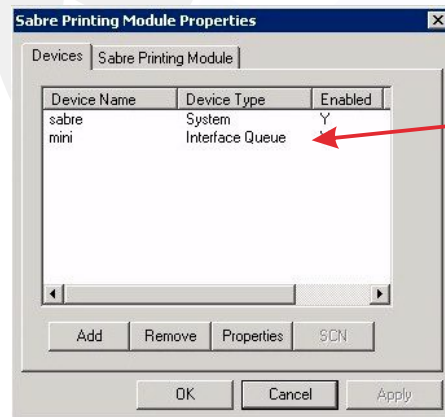 Sabre Printing Module Properties
Devices Sabre Printing Module
Device Name Device Type Enabled
sabre System Y
mini Interface Queue
Add Remove Properties SCN
OK Cancel Apply